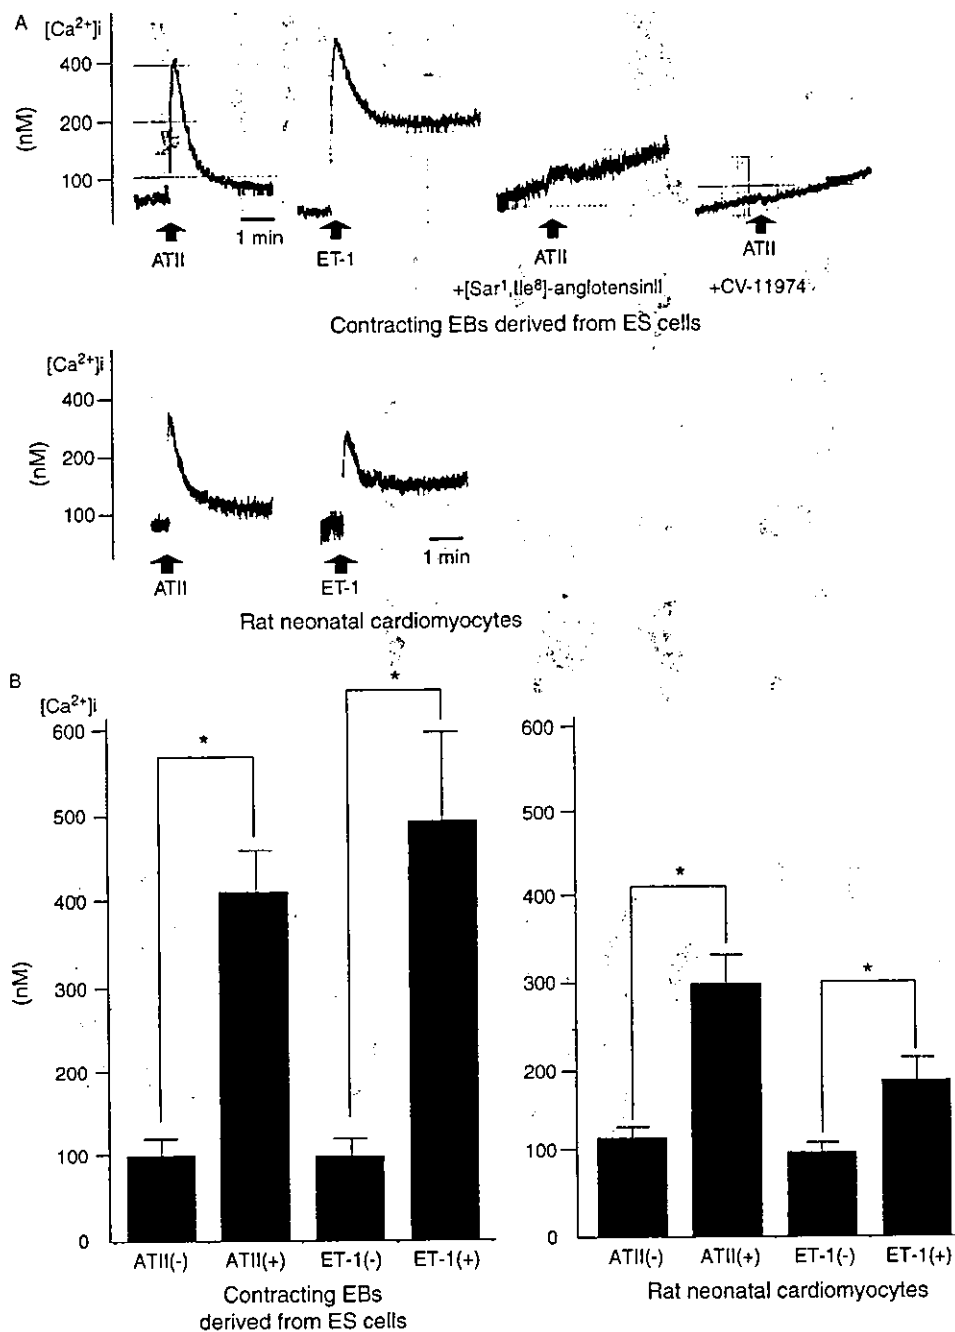 A
[Ca2+]i
(nM)
400
200
100
1 min
ATII
ET-1
ATII
ATII
+[Sar1,Ile8]-angiotensinII
+CV-11974
Contracting EBs derived from ES cells
[Ca2+]i
(nM)
400
200
100
1 min
ATII
ET-1
Rat neonatal cardiomyocytes
B
[Ca2+]i
(nM)
600
500
400
300
200
100
0
*
*
ATII(-)
ATII(+)
ET-1(-)
ET-1(+)
Contracting EBs
derived from ES cells
600
500
400
300
200
100
0
*
*
ATII(-)
ATII(+)
ET-1(-)
ET-1(+)
Rat neonatal cardiomyocytes